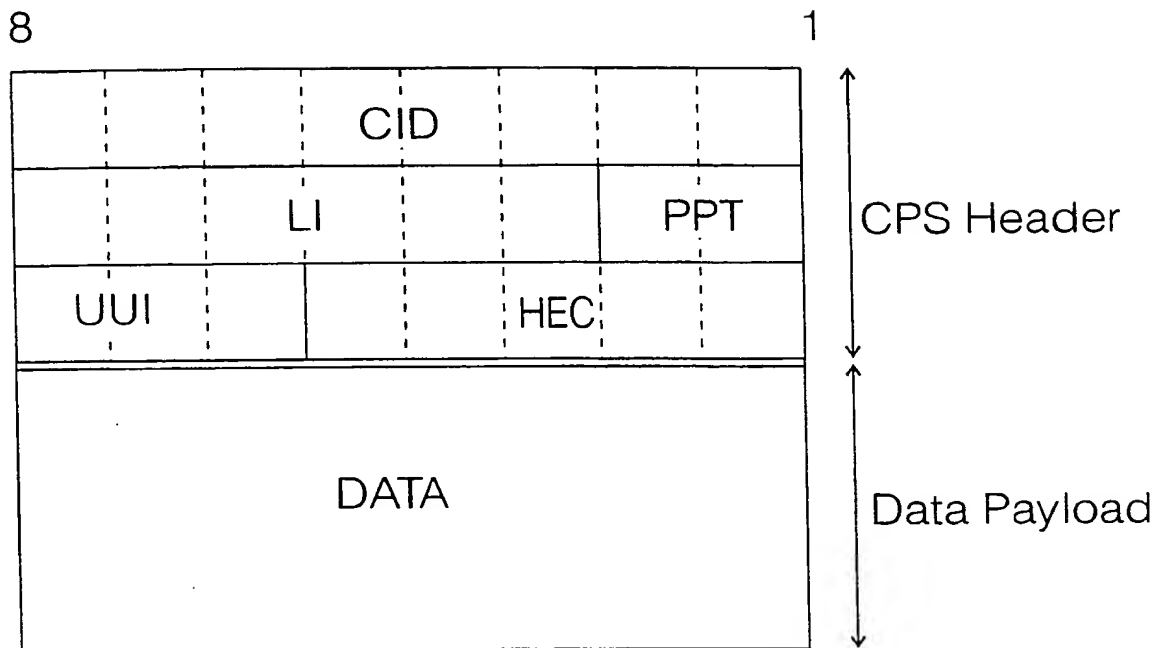 8 1
CID
LI PPT
CPS Header
UUI HEC
DATA
Data Payload